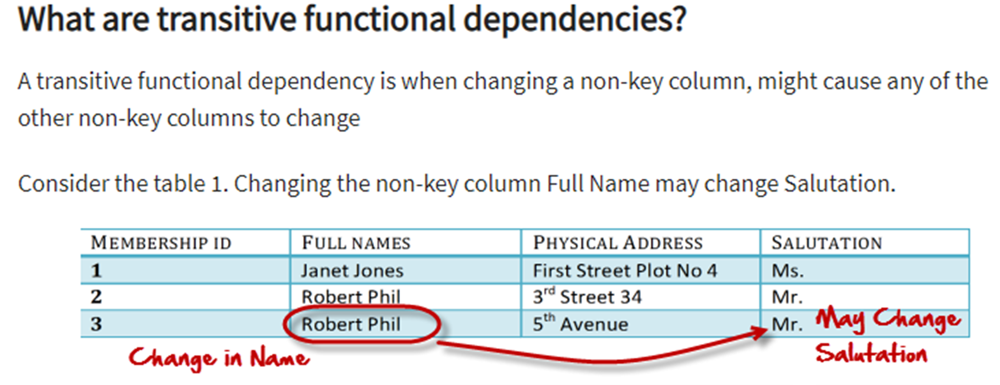 What are transitive functional dependencies?
A transitive functional dependency is when changing a non-key column, might cause any of the
other non-key columns to change
Consider the table 1. Changing the non-key column Full Name may change Salutation.
MEMBERSHIP ID FULL NAMES PHYSICAL ADDRESS SALUTATION
1 Janet Jones First Street Plot No 4 Ms.
2 Robert Phil 3rd Street 34 Mr.
3 Robert Phil 5th Avenue Mr. May Change
Change in Name Salutation